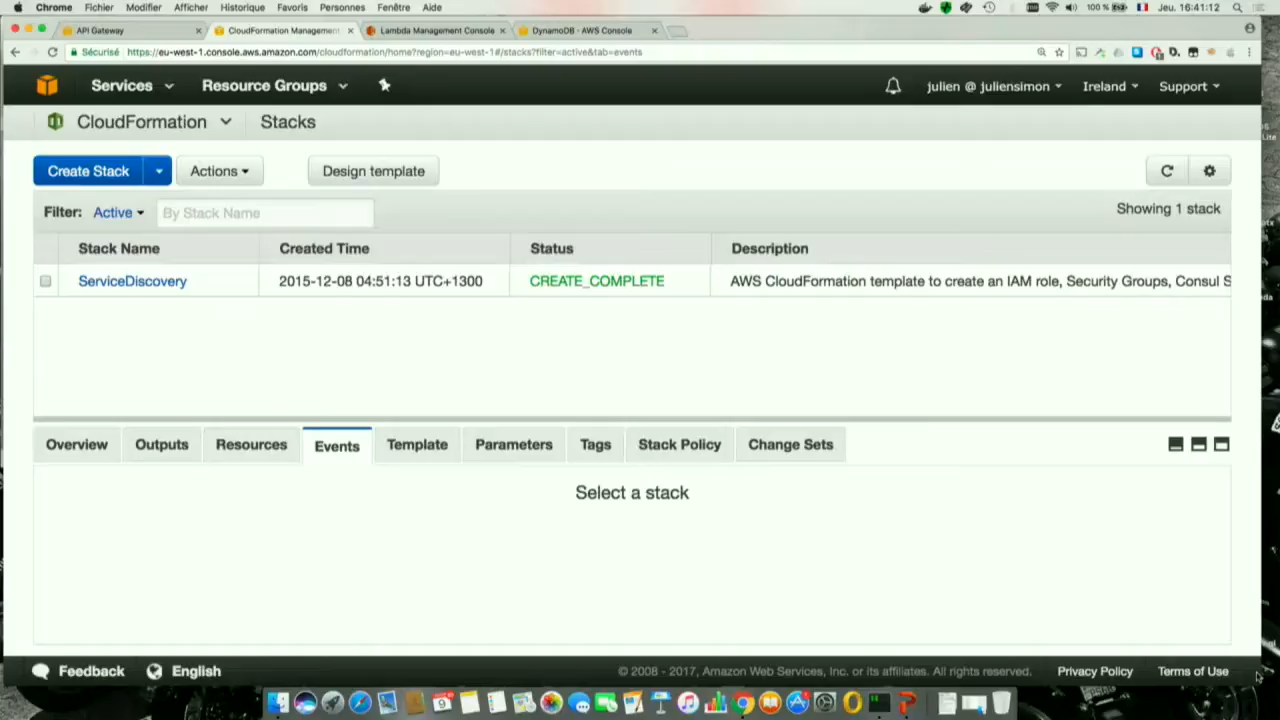 Chrome Fichier Modifier Afficher Historique Favoris Personnes Fenêtre Aide 100 % Jeu. 16:41:12
API Gateway CloudFormation Management Lambda Management Console DynamoDB - AWS Console
Sécurisé https://eu-west-1.console.aws.amazon.com/cloudformation/home?region=eu-west-1#/stacks?filter=active&tab=events
Services Resource Groups julien @ juliensimon Ireland Support
CloudFormation Stacks
Create Stack Actions Design template
Filter: Active By Stack Name Showing 1 stack
Stack Name Created Time Status Description
ServiceDiscovery 2015-12-08 04:51:13 UTC+1300 CREATE_COMPLETE AWS CloudFormation template to create an IAM role, Security Groups, Consul S
Overview Outputs Resources Events Template Parameters Tags Stack Policy Change Sets
Select a stack
Feedback English © 2008 - 2017, Amazon Web Services, Inc. or its affiliates. All rights reserved. Privacy Policy Terms of Use